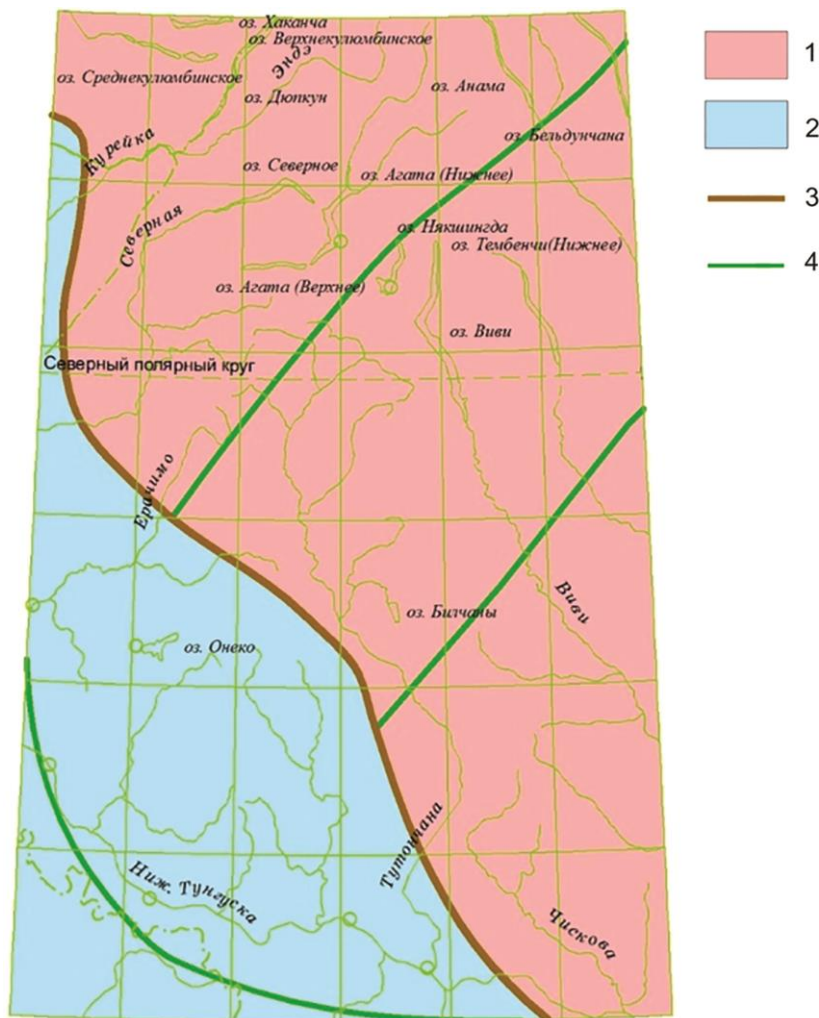 оз. Хаканча
оз. Верхнекулюмбинское
Эндэ
оз. Среднекулюмбинское
оз. Дюпкун
оз. Анама
оз. Бельдунчана
Курейка
оз. Северное
оз. Агата (Нижнее)
Северная
оз. Някшингда
оз. Тембенчи(Нижнее)
оз. Агата (Верхнее)
оз. Виви
Северный полярный круг
Ерачимо
Виви
оз. Билчаны
оз. Онеко
Тутончана
Ниж. Тунгуска
Чискова
1
2
3
4